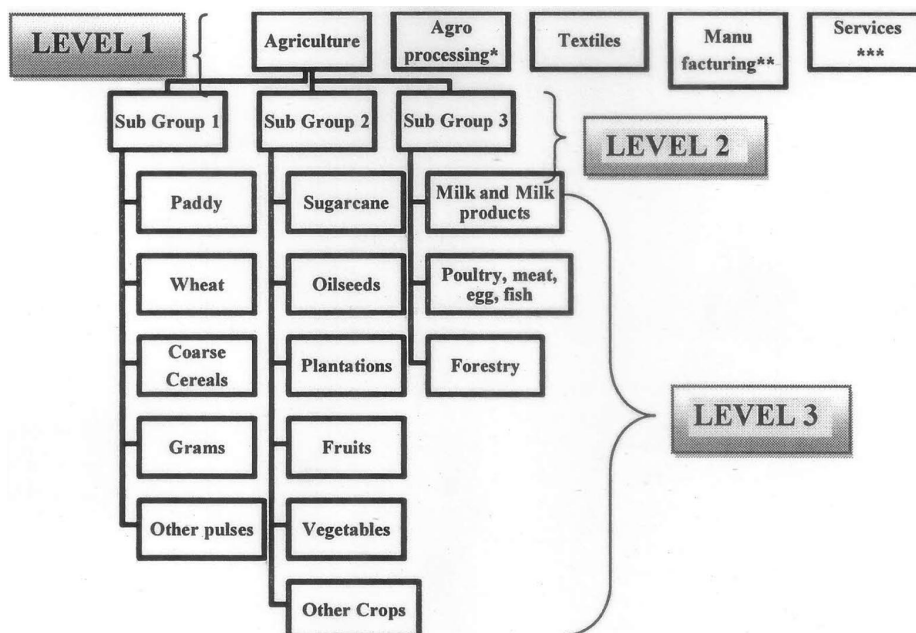 LEVEL 1
Agriculture
Agro
processing*
Textiles
Manu
facturing**
Services
***
Sub Group 1
Sub Group 2
Sub Group 3
LEVEL 2
Paddy
Sugarcane
Milk and Milk
products
Wheat
Oilseeds
Poultry, meat,
egg, fish
Coarse
Cereals
Plantations
Forestry
LEVEL 3
Grams
Fruits
Other pulses
Vegetables
Other Crops